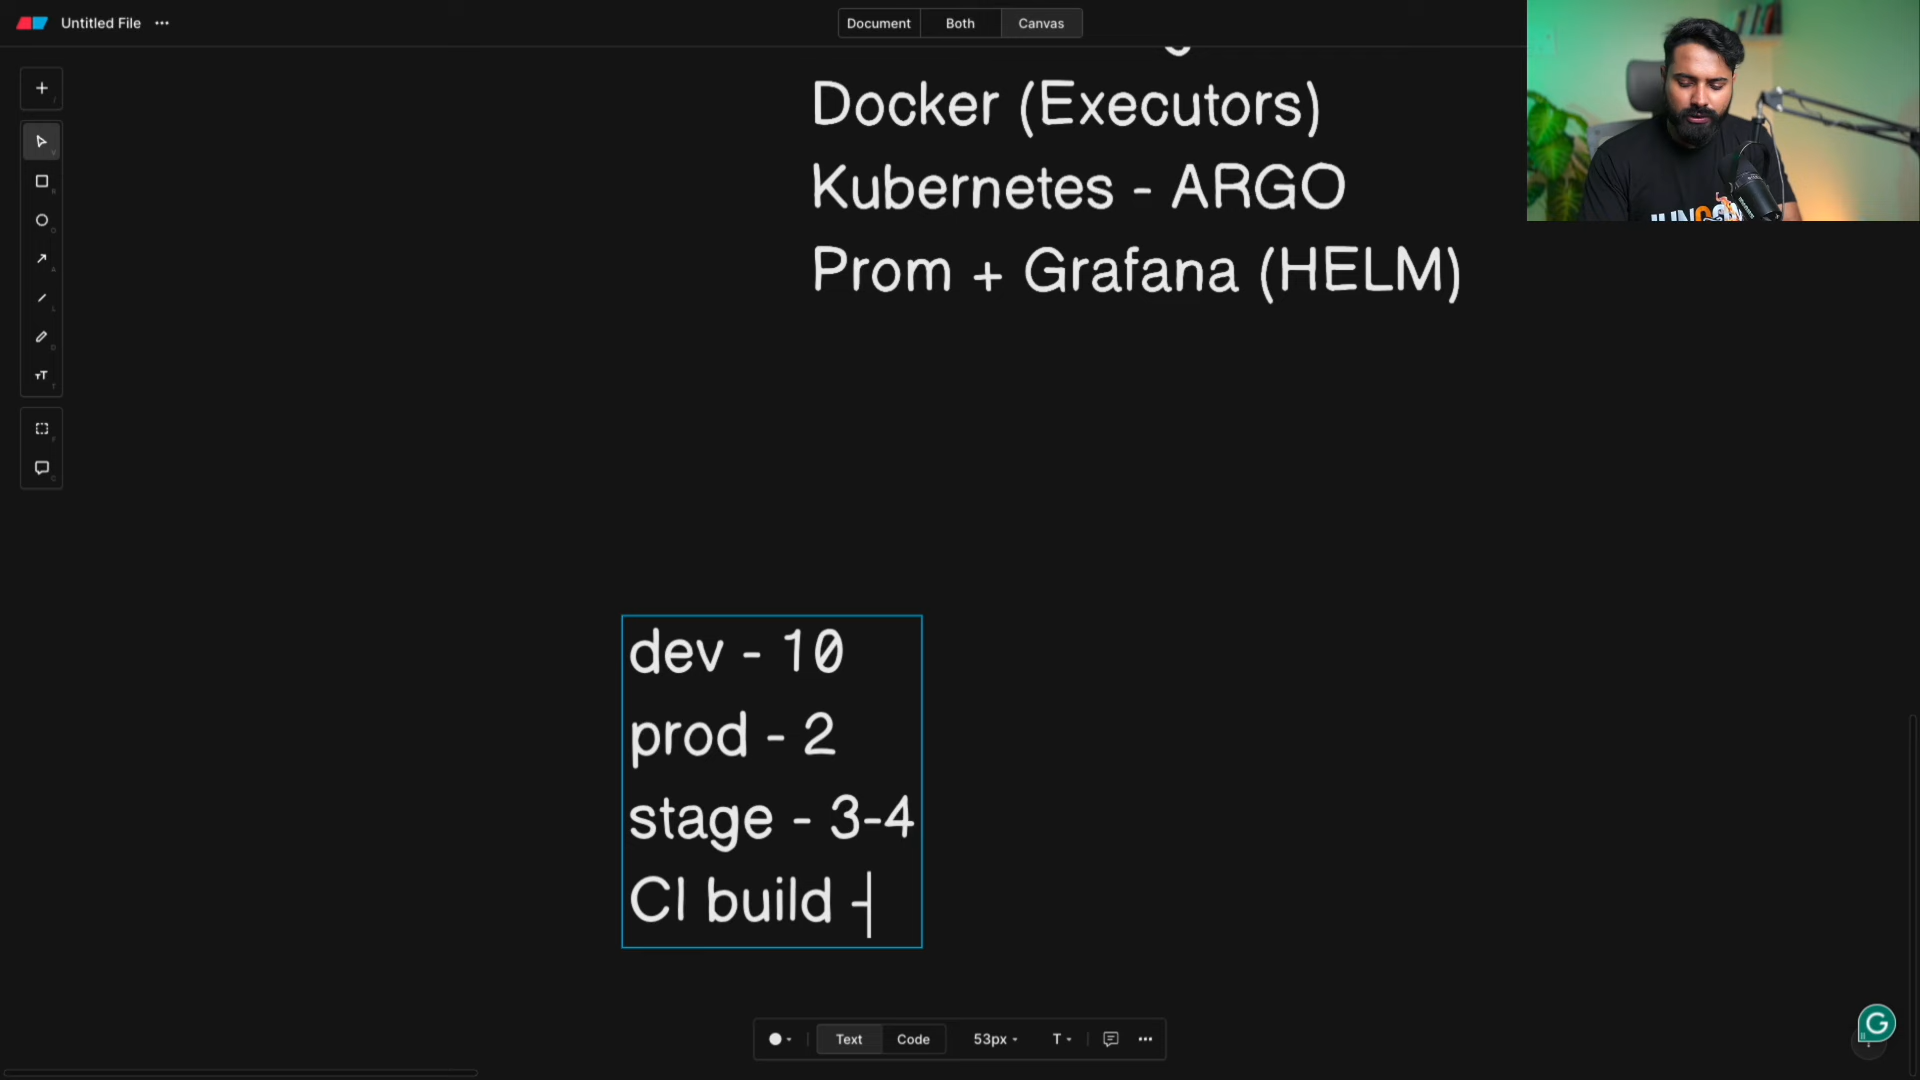 Untitled File
Document Both Canvas
Docker (Executors)
Kubernetes - ARGO
Prom + Grafana (HELM)
dev - 10
prod - 2
stage - 3-4
CI build -
Text Code 53px T